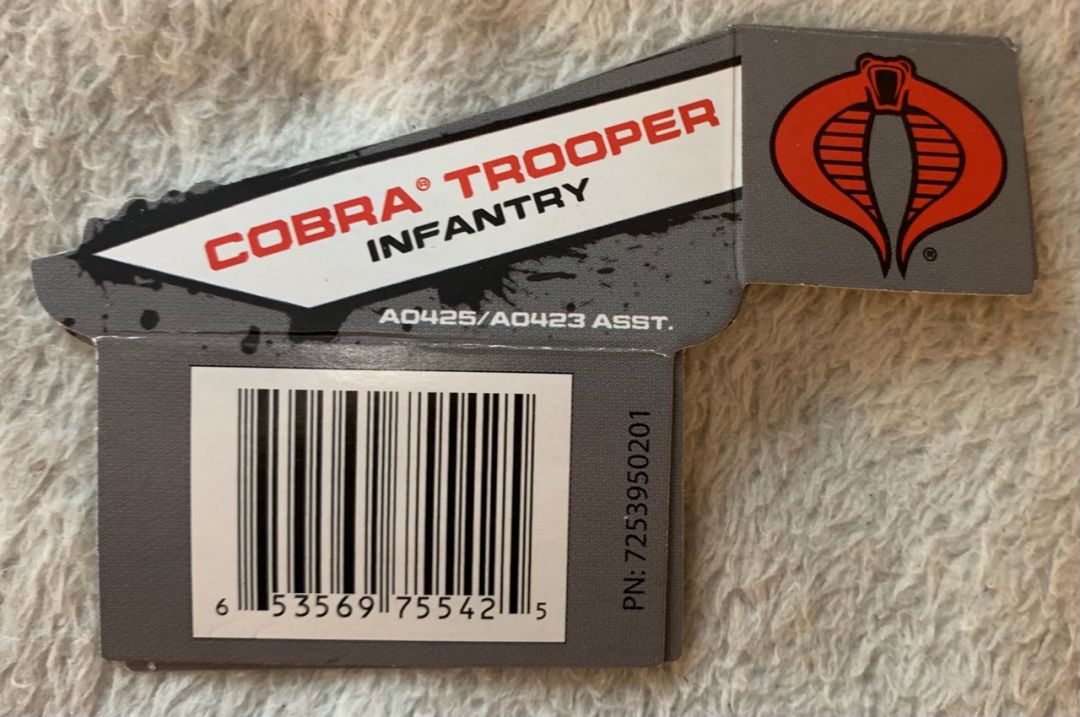 COBRA® TROOPER
INFANTRY
A0425/A0423 ASST.
®
6 53569 75542 5
PN: 7253950201